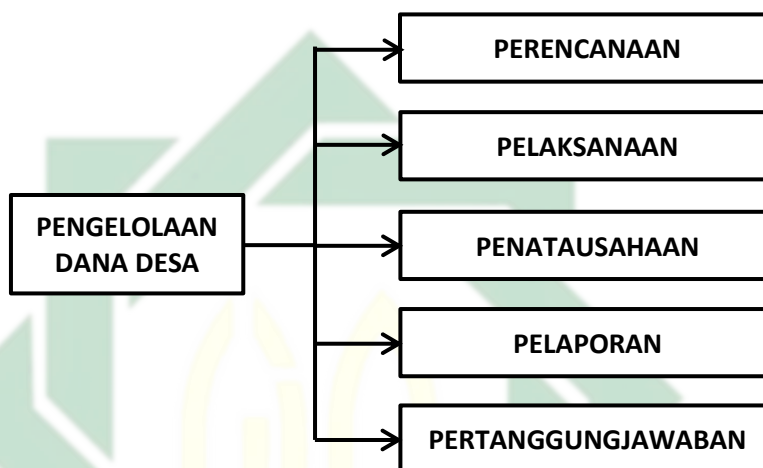 PERENCANAAN
PELAKSANAAN
PENGELOLAAN
DANA DESA
PENATAUSAHAAN
PELAPORAN
PERTANGGUNGJAWABAN